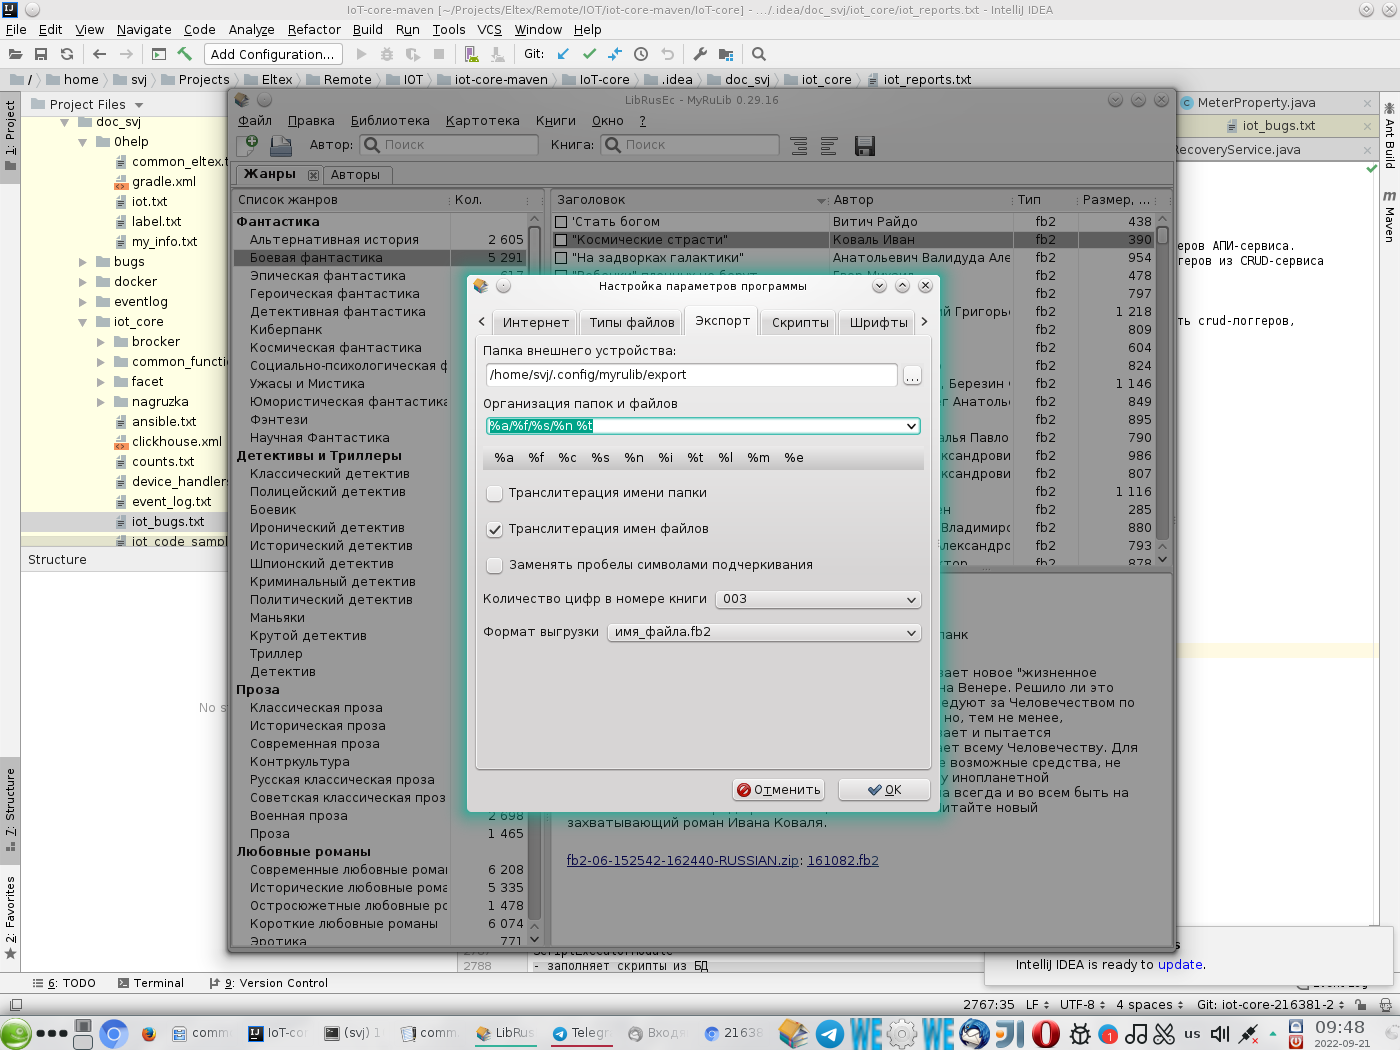 IoT-core-maven [~/Projects/Eltex/Remote/IOT/iot-core-maven/IoT-core] - .../.idea/doc_svj/iot_core/iot_reports.txt - IntelliJ IDEA
File Edit View Navigate Code Analyze Refactor Build Run Tools VCS Window Help
Add Configuration... Git:
/ home svj Projects Eltex Remote IOT iot-core-maven IoT-core .idea doc_svj iot_core iot_reports.txt
Project Files
1: Project
7: Structure
2: Favorites
doc_svj
0help
common_eltex.t
gradle.xml
iot.txt
label.txt
my_info.txt
bugs
docker
eventlog
iot_core
brocker
common_functi
facet
nagruzka
ansible.txt
clickhouse.xml
counts.txt
device_handlers
event_log.txt
iot_bugs.txt
iot_code_sampl
Structure
No s
MeterProperty.java
iot_bugs.txt
RecoveryService.java
Ant Build
Maven
еров АПИ-сервиса.
геров из CRUD-сервиса
ть crud-логгеров,
LibRusEc - MyRuLib 0.29.16
Файл Правка Библиотека Картотека Книги Окно ?
Автор: Поиск Книга: Поиск
Жанры Авторы
Список жанров Кол.
Фантастика
Альтернативная история 2 605
Боевая фантастика 5 291
Эпическая фантастика 617
Героическая фантастика
Детективная фантастика
Киберпанк
Космическая фантастика
Социально-психологическая ф
Ужасы и Мистика
Юмористическая фантастика
Фэнтези
Научная Фантастика
Детективы и Триллеры
Классический детектив
Полицейский детектив
Боевик
Иронический детектив
Исторический детектив
Шпионский детектив
Криминальный детектив
Политический детектив
Маньяки
Крутой детектив
Триллер
Детектив
Проза
Классическая проза
Историческая проза
Современная проза
Контркультура
Русская классическая проза
Советская классическая проз
Военная проза 2 698
Проза 1 465
Любовные романы
Современные любовные рома 6 208
Исторические любовные рома 5 335
Остросюжетные любовные рс 1 478
Короткие любовные романы 6 074
Эротика 771
Заголовок Автор Тип Размер, ...
'Стать богом Витич Райдо fb2 438
"Космические страсти" Коваль Иван fb2 390
"На задворках галактики" Анатольевич Валидуда Але fb2 954
fb2 478
fb2 797
й Григорь fb2 1 218
fb2 809
fb2 604
fb2 824
, Березин fb2 1 146
г Анатоль fb2 849
fb2 895
алья Павло fb2 790
ександрови fb2 986
ександрови fb2 807
fb2 1 116
ен fb2 285
Владимирс fb2 880
лександро fb2 793
ктор fb2 878
панк
вает новое "жизненное
на Венере. Решило ли это
едуют за Человечеством по
но, тем не менее,
вает и пытается
ает всему Человечеству. Для
е возможные средства, не
у инопланетной
а всегда и во всем быть на
итайте новый
захватывающий роман Ивана Коваля.
fb2-06-152542-162440-RUSSIAN.zip: 161082.fb2
Настройка параметров программы
Интернет Типы файлов Экспорт Скрипты Шрифты
Папка внешнего устройства:
/home/svj/.config/myrulib/export ...
Организация папок и файлов
%a/%f/%s/%n %t
%a %f %c %s %n %i %t %l %m %e
Транслитерация имени папки
Транслитерация имен файлов
Заменять пробелы символами подчеркивания
Количество цифр в номере книги 003
Формат выгрузки имя_файла.fb2
Отменить OK
2788 - заполняет скрипты из БД
IntelliJ IDEA is ready to update.
6: TODO Terminal 9: Version Control
2767:35 LF UTF-8 4 spaces Git: iot-core-216381-2
comm IoT-co (svj) 1 comm LibRus Telegr Входя 21638 us 09:48
2022-09-21